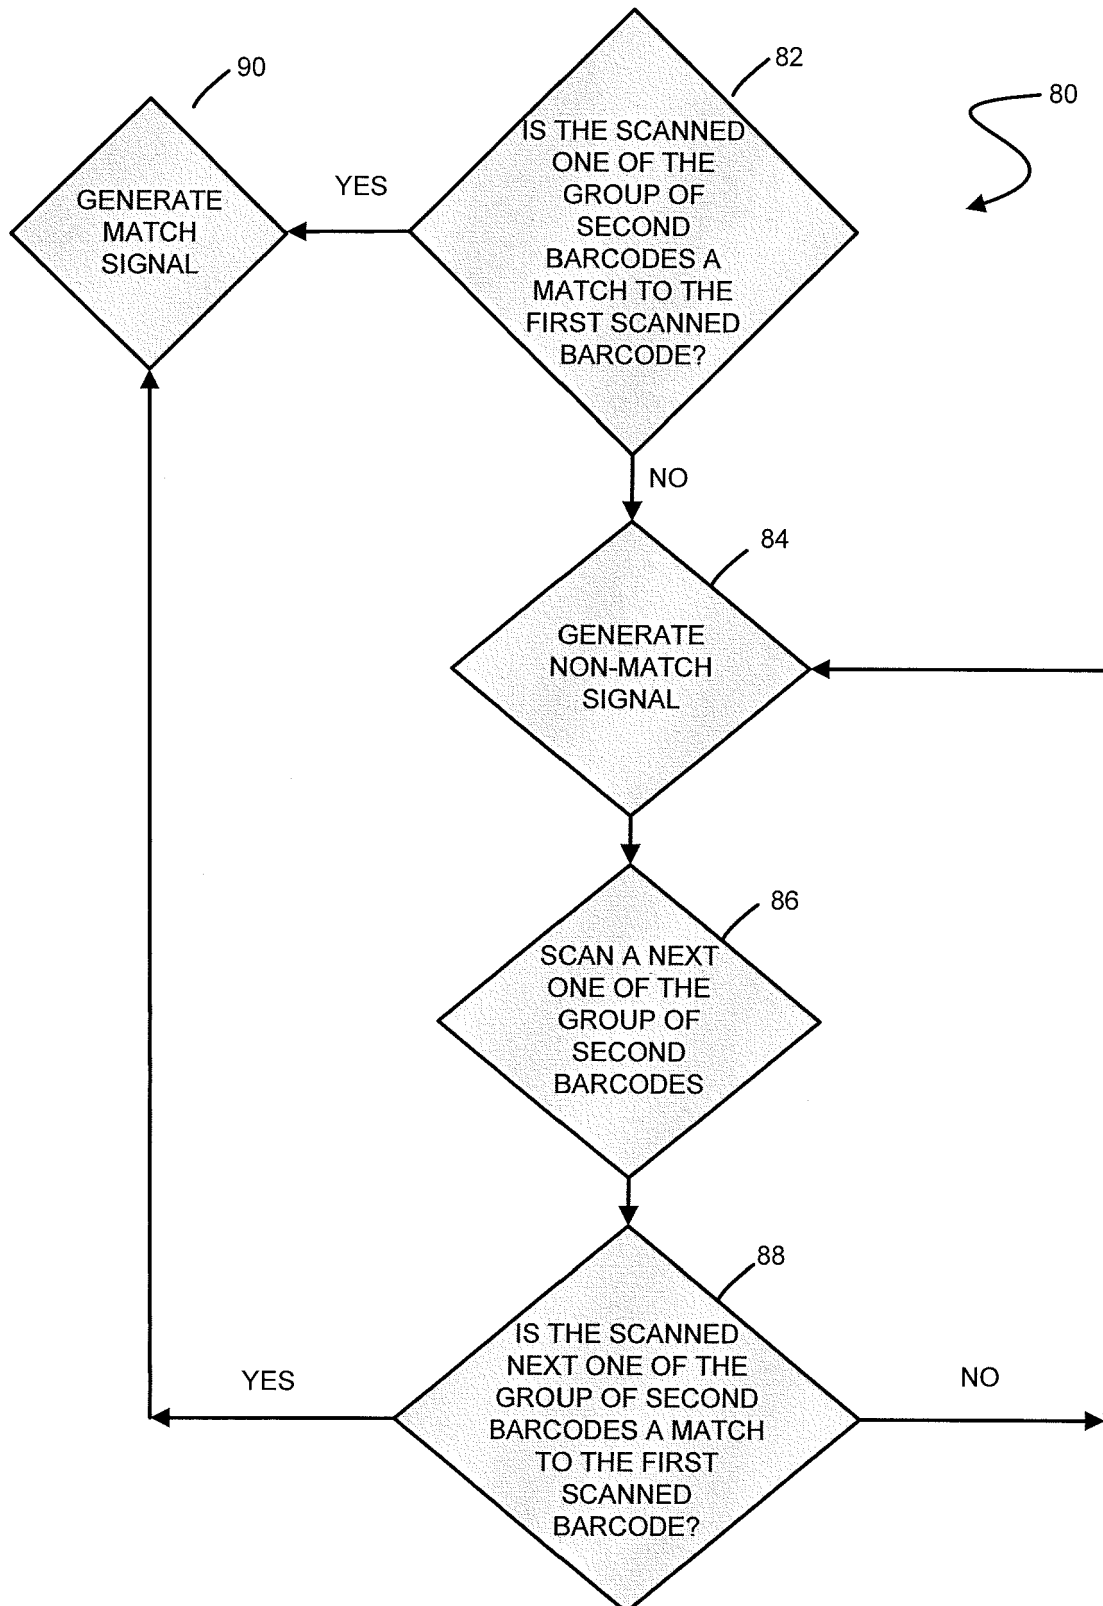 90
82
80
IS THE SCANNED
ONE OF THE
GROUP OF
SECOND
BARCODES A
MATCH TO THE
FIRST SCANNED
BARCODE?
YES
GENERATE
MATCH
SIGNAL
NO
84
GENERATE
NON-MATCH
SIGNAL
86
SCAN A NEXT
ONE OF THE
GROUP OF
SECOND
BARCODES
88
IS THE SCANNED
NEXT ONE OF THE
GROUP OF SECOND
BARCODES A MATCH
TO THE FIRST
SCANNED
BARCODE?
YES
NO